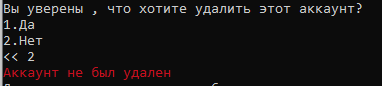 Вы уверены , что хотите удалить этот аккаунт?
1.Да
2.Нет
<< 2
Аккаунт не был удален